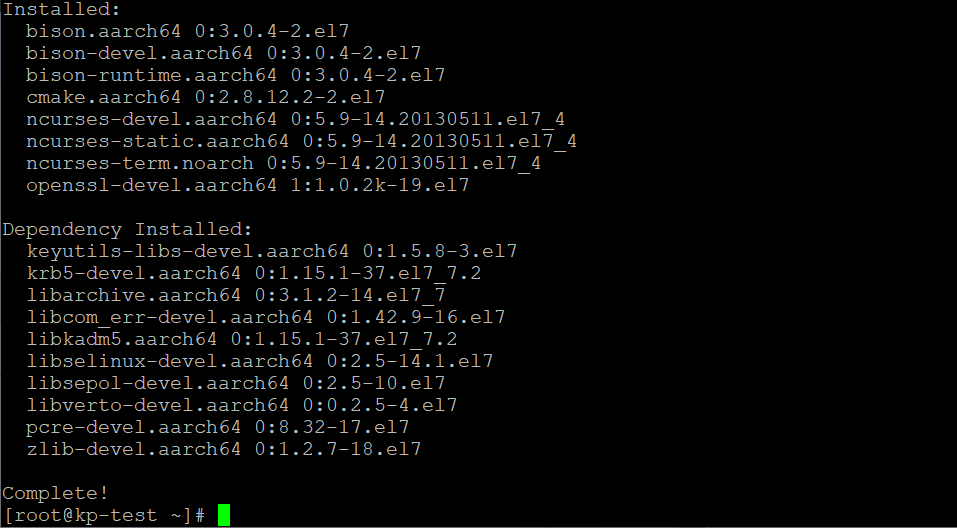 Installed:
  bison.aarch64 0:3.0.4-2.el7
  bison-devel.aarch64 0:3.0.4-2.el7
  bison-runtime.aarch64 0:3.0.4-2.el7
  cmake.aarch64 0:2.8.12.2-2.el7
  ncurses-devel.aarch64 0:5.9-14.20130511.el7_4
  ncurses-static.aarch64 0:5.9-14.20130511.el7_4
  ncurses-term.noarch 0:5.9-14.20130511.el7_4
  openssl-devel.aarch64 1:1.0.2k-19.el7

Dependency Installed:
  keyutils-libs-devel.aarch64 0:1.5.8-3.el7
  krb5-devel.aarch64 0:1.15.1-37.el7_7.2
  libarchive.aarch64 0:3.1.2-14.el7_7
  libcom_err-devel.aarch64 0:1.42.9-16.el7
  libkadm5.aarch64 0:1.15.1-37.el7_7.2
  libselinux-devel.aarch64 0:2.5-14.1.el7
  libsepol-devel.aarch64 0:2.5-10.el7
  libverto-devel.aarch64 0:0.2.5-4.el7
  pcre-devel.aarch64 0:8.32-17.el7
  zlib-devel.aarch64 0:1.2.7-18.el7

Complete!
[root@kp-test ~]#